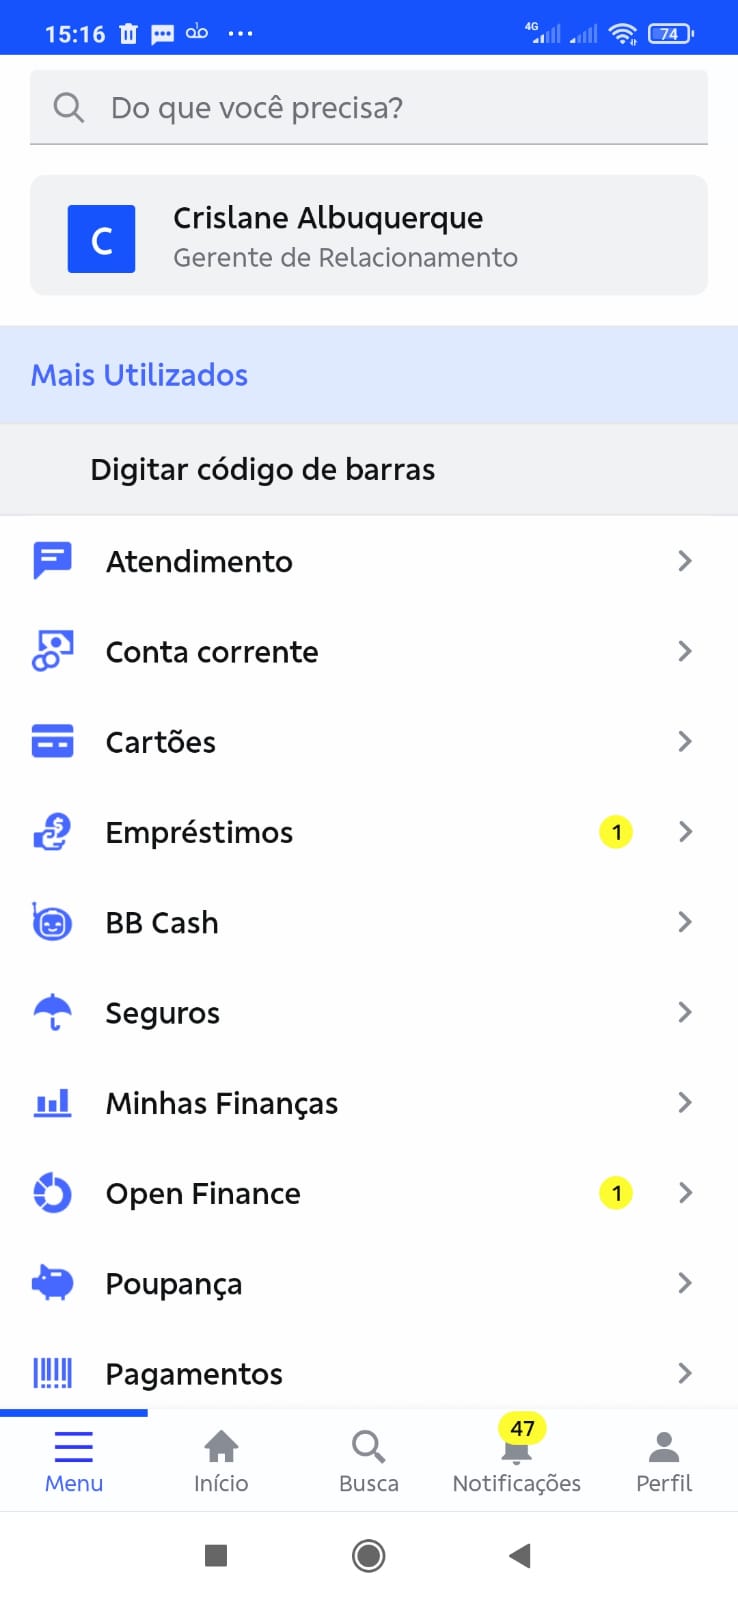 15:16
4G
74
Do que você precisa?
C
Crislane Albuquerque
Gerente de Relacionamento
Mais Utilizados
Digitar código de barras
Atendimento
Conta corrente
Cartões
Empréstimos 1
BB Cash
Seguros
Minhas Finanças
Open Finance 1
Poupança
Pagamentos
47
Menu Início Busca Notificações Perfil